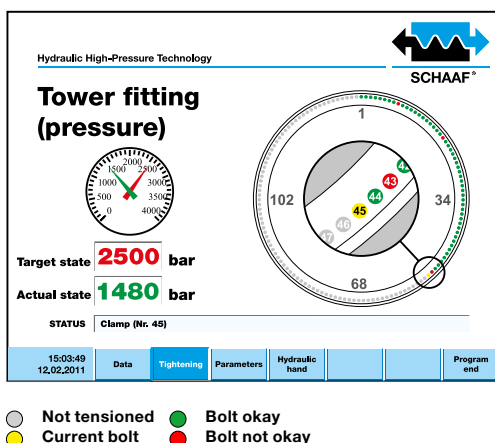 Hydraulic High-Pressure Technology
SCHAAF®
Tower fitting
(pressure)
0
500
1000
1500
2000
2500
3000
3500
4000
Target state 2500 bar
Actual state 1480 bar
STATUS Clamp (Nr. 45)
1
34
68
102
43
44
45
46
47
15:03:49
12.02.2011
Data
Tightening
Parameters
Hydraulic
hand
Program
end
Not tensioned
Bolt okay
Current bolt
Bolt not okay